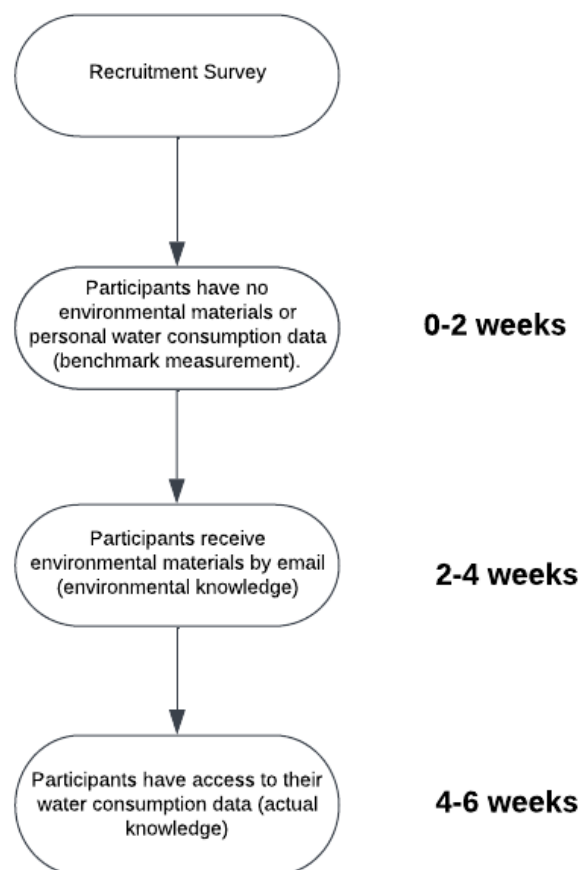 Recruitment Survey
Participants have no
environmental materials or
personal water consumption data
(benchmark measurement).
0-2 weeks
Participants receive
environmental materials by email
(environmental knowledge)
2-4 weeks
Participants have access to their
water consumption data (actual
knowledge)
4-6 weeks